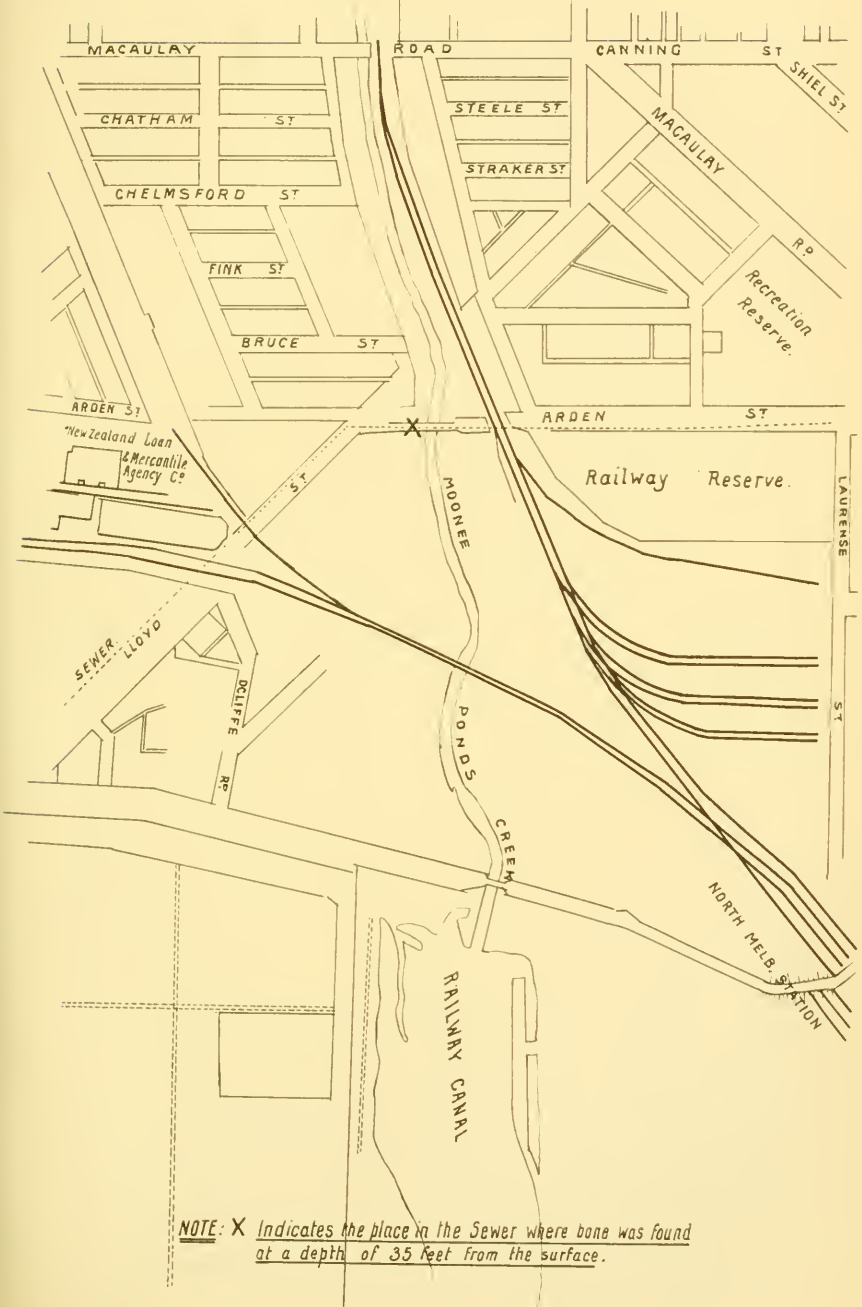 MACAULAY ROAD CANNING ST
SHIEL ST
CHATHAM ST
STEELE ST
MACAULAY RD
STRAKER ST
CHELMSFORD ST
FINK ST
Recreation
Reserve.
BRUCE ST
ARDEN ST
ARDEN ST
X
"New Zealand Loan
& Mercantile
Agency Co
ST
Railway Reserve.
LAURENSE ST
MOONEE PONDS CREEK
SEWER.
LLOYD
DCLIFFE RD
NORTH MELB. STATION
RAILWAY CANAL
NOTE: X Indicates the place in the Sewer where bone was found
at a depth of 35 feet from the surface.